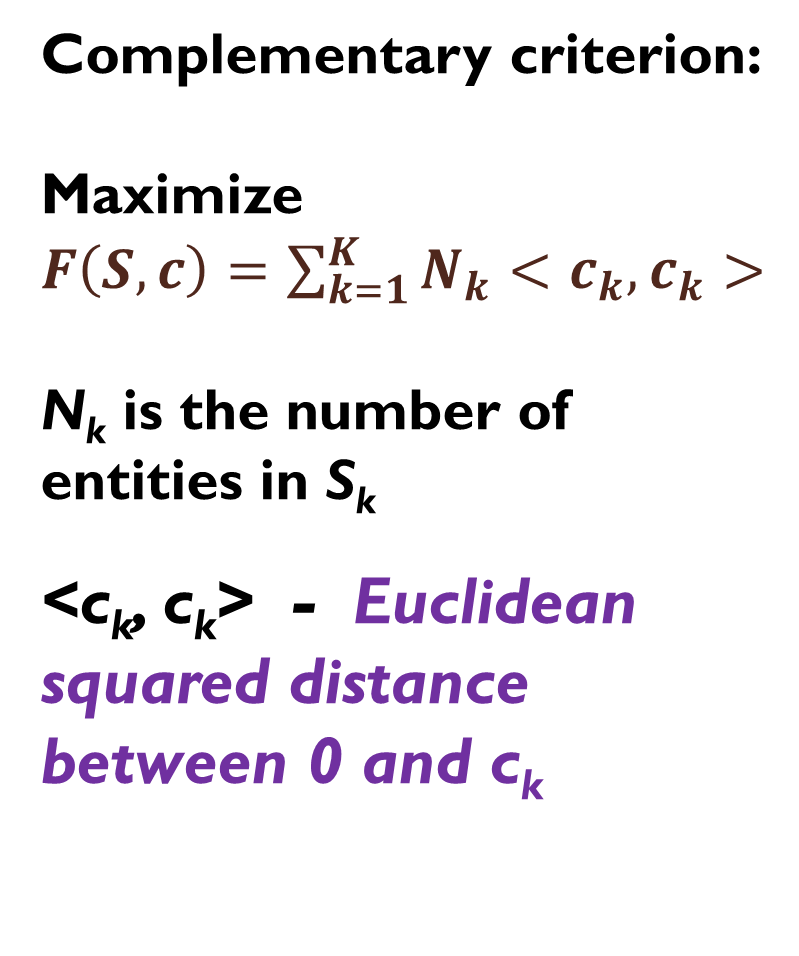 Complementary criterion:
Maximize
F(S, c) = ∑_{k=1}^{K} N_k < c_k, c_k >
N_k is the number of
entities in S_k
<c_k, c_k> - Euclidean
squared distance
between 0 and c_k